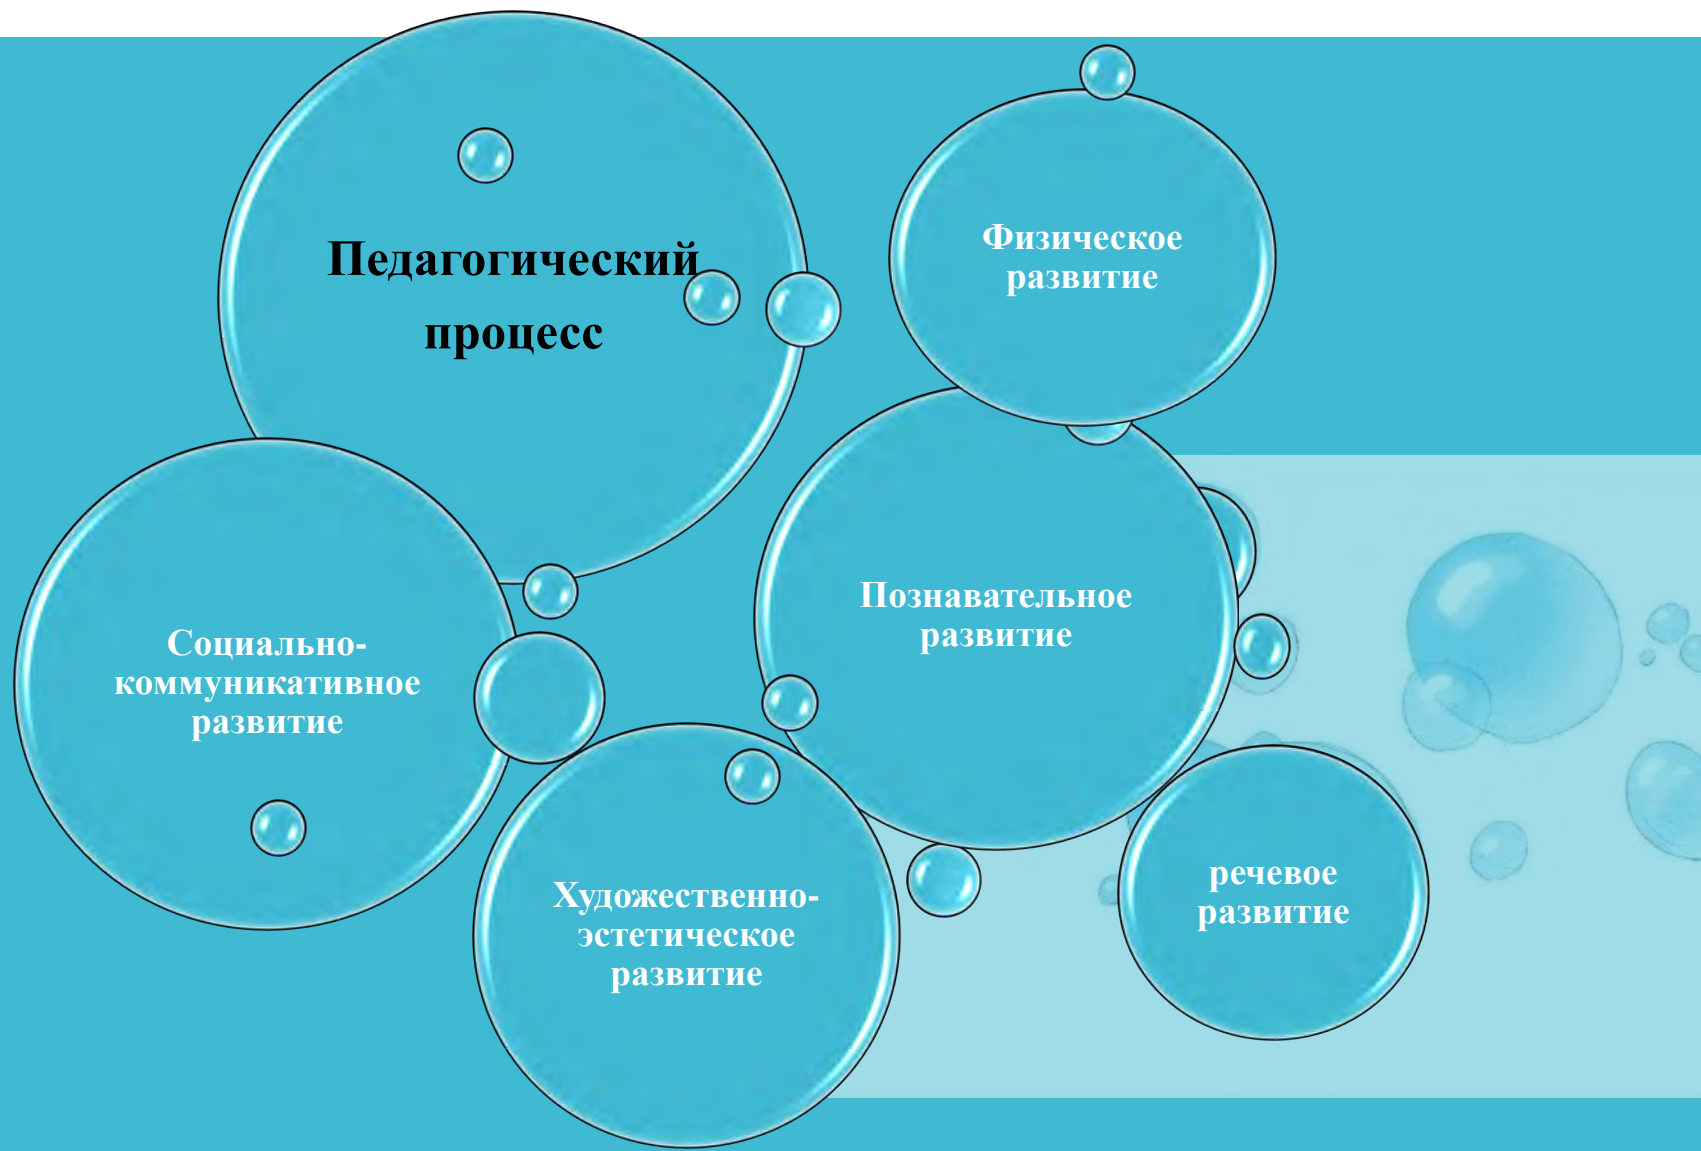 Педагогический
процесс
Физическое
развитие
Познавательное
развитие
Социально-
коммуникативное
развитие
Художественно-
эстетическое
развитие
речевое
развитие